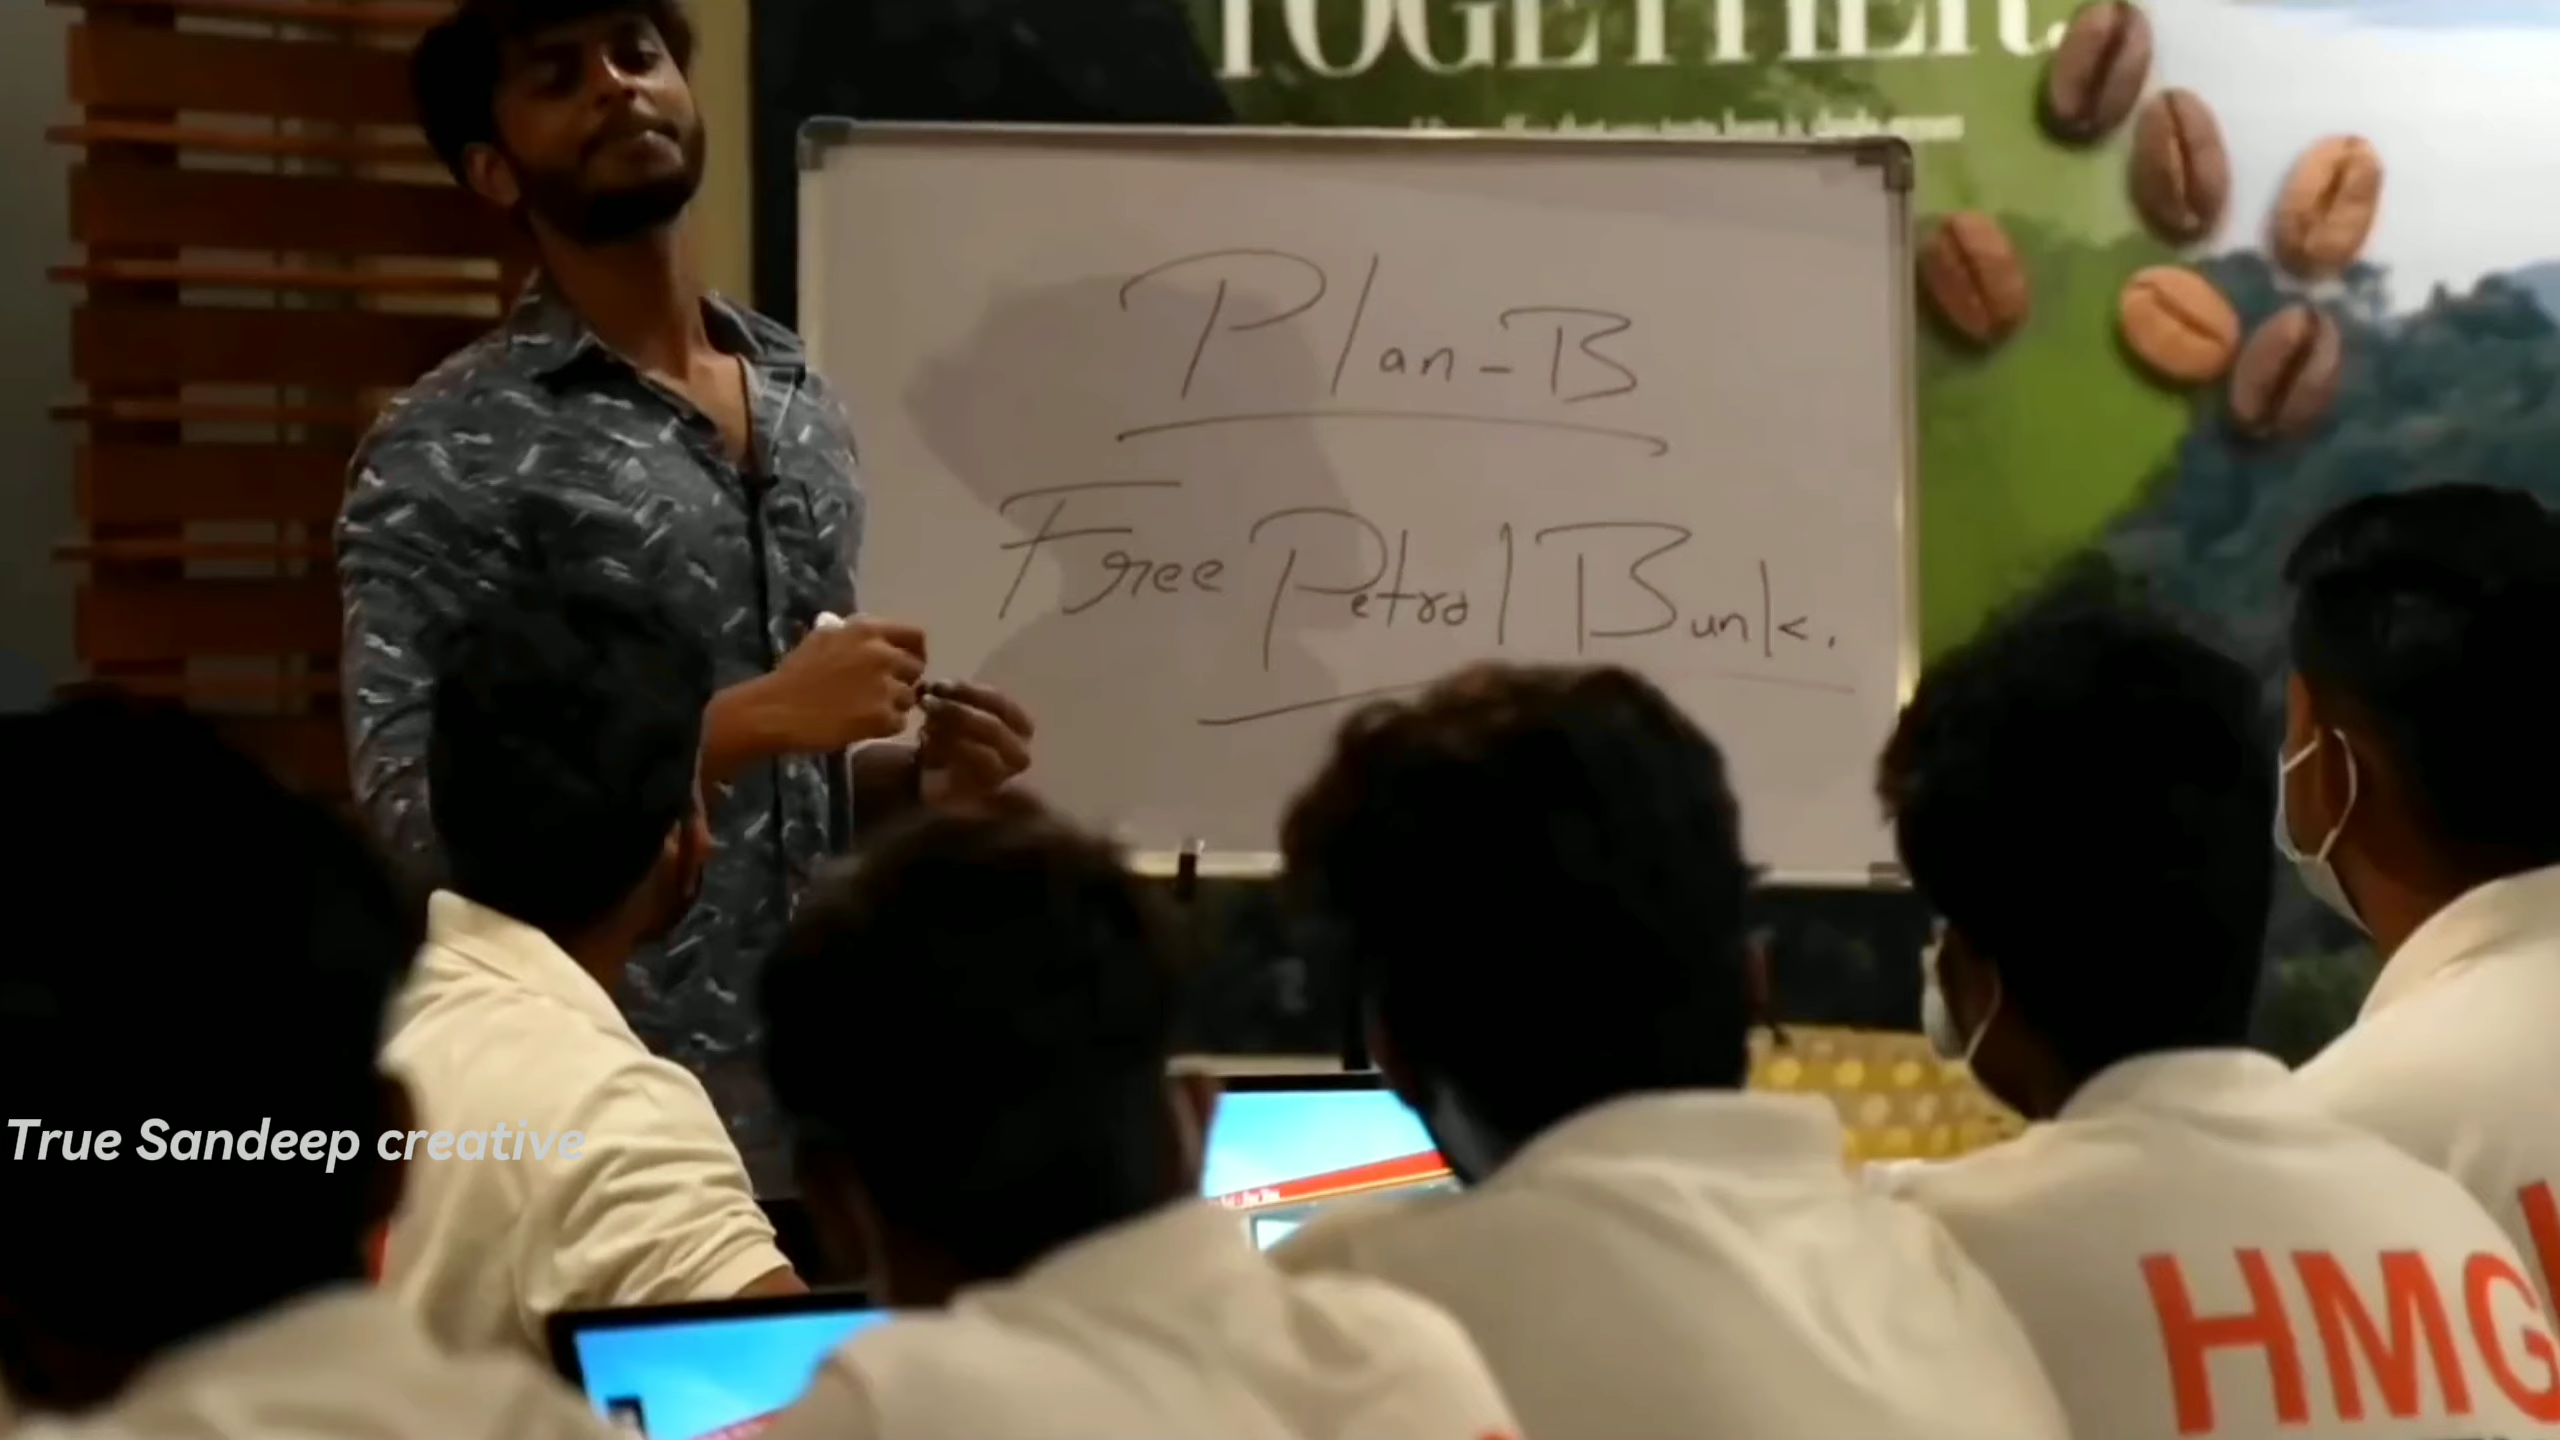 TOGETHER.
Plan-B
Free Petrol Bunk.
True Sandeep creative
HMG